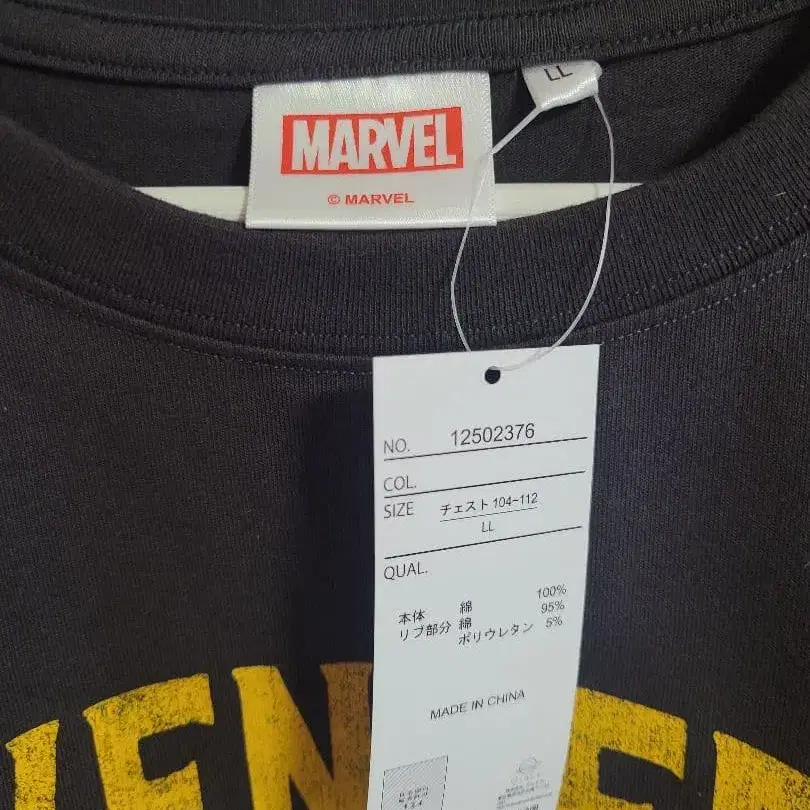 LL
MARVEL
© MARVEL
NO. 12502376
COL.
SIZE チェスト 104-112
LL
QUAL.
本体 綿 100%
リブ部分 綿 95%
ポリウレタン 5%
MADE IN CHINA
VENGE